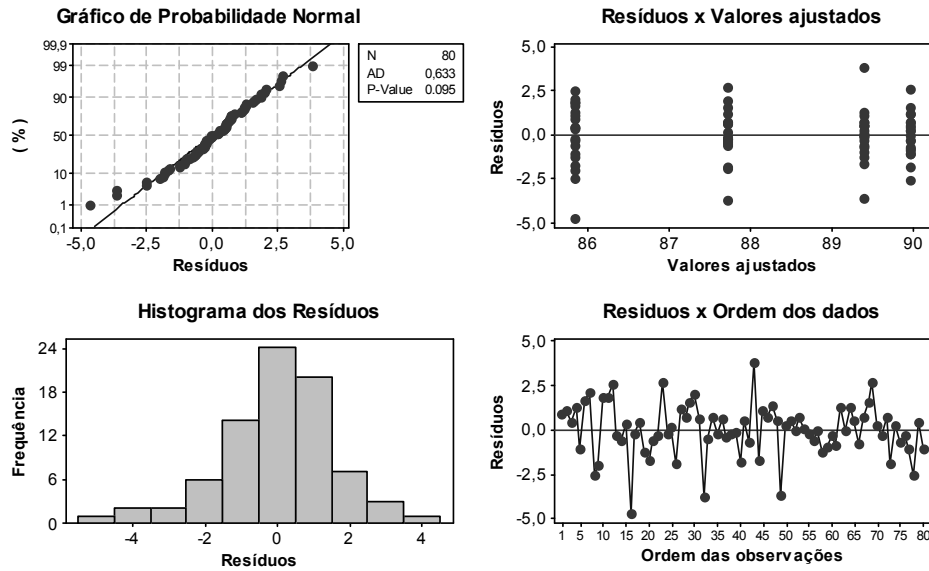 Gráfico de Probabilidade Normal
99,9
99
90
50
10
1
0,1
( % )
-5,0 -2,5 0,0 2,5 5,0
Resíduos
N 80
AD 0,633
P-Value 0.095
Resíduos x Valores ajustados
5,0
2,5
0,0
-2,5
-5,0
Resíduos
86 87 88 89 90
Valores ajustados
Histograma dos Resíduos
24
18
12
6
0
Frequência
-4 -2 0 2 4
Resíduos
Residuos x Ordem dos dados
5,0
2,5
0,0
-2,5
-5,0
Resíduos
1 5 10 15 20 25 30 35 40 45 50 55 60 65 70 75 80
Ordem das observações